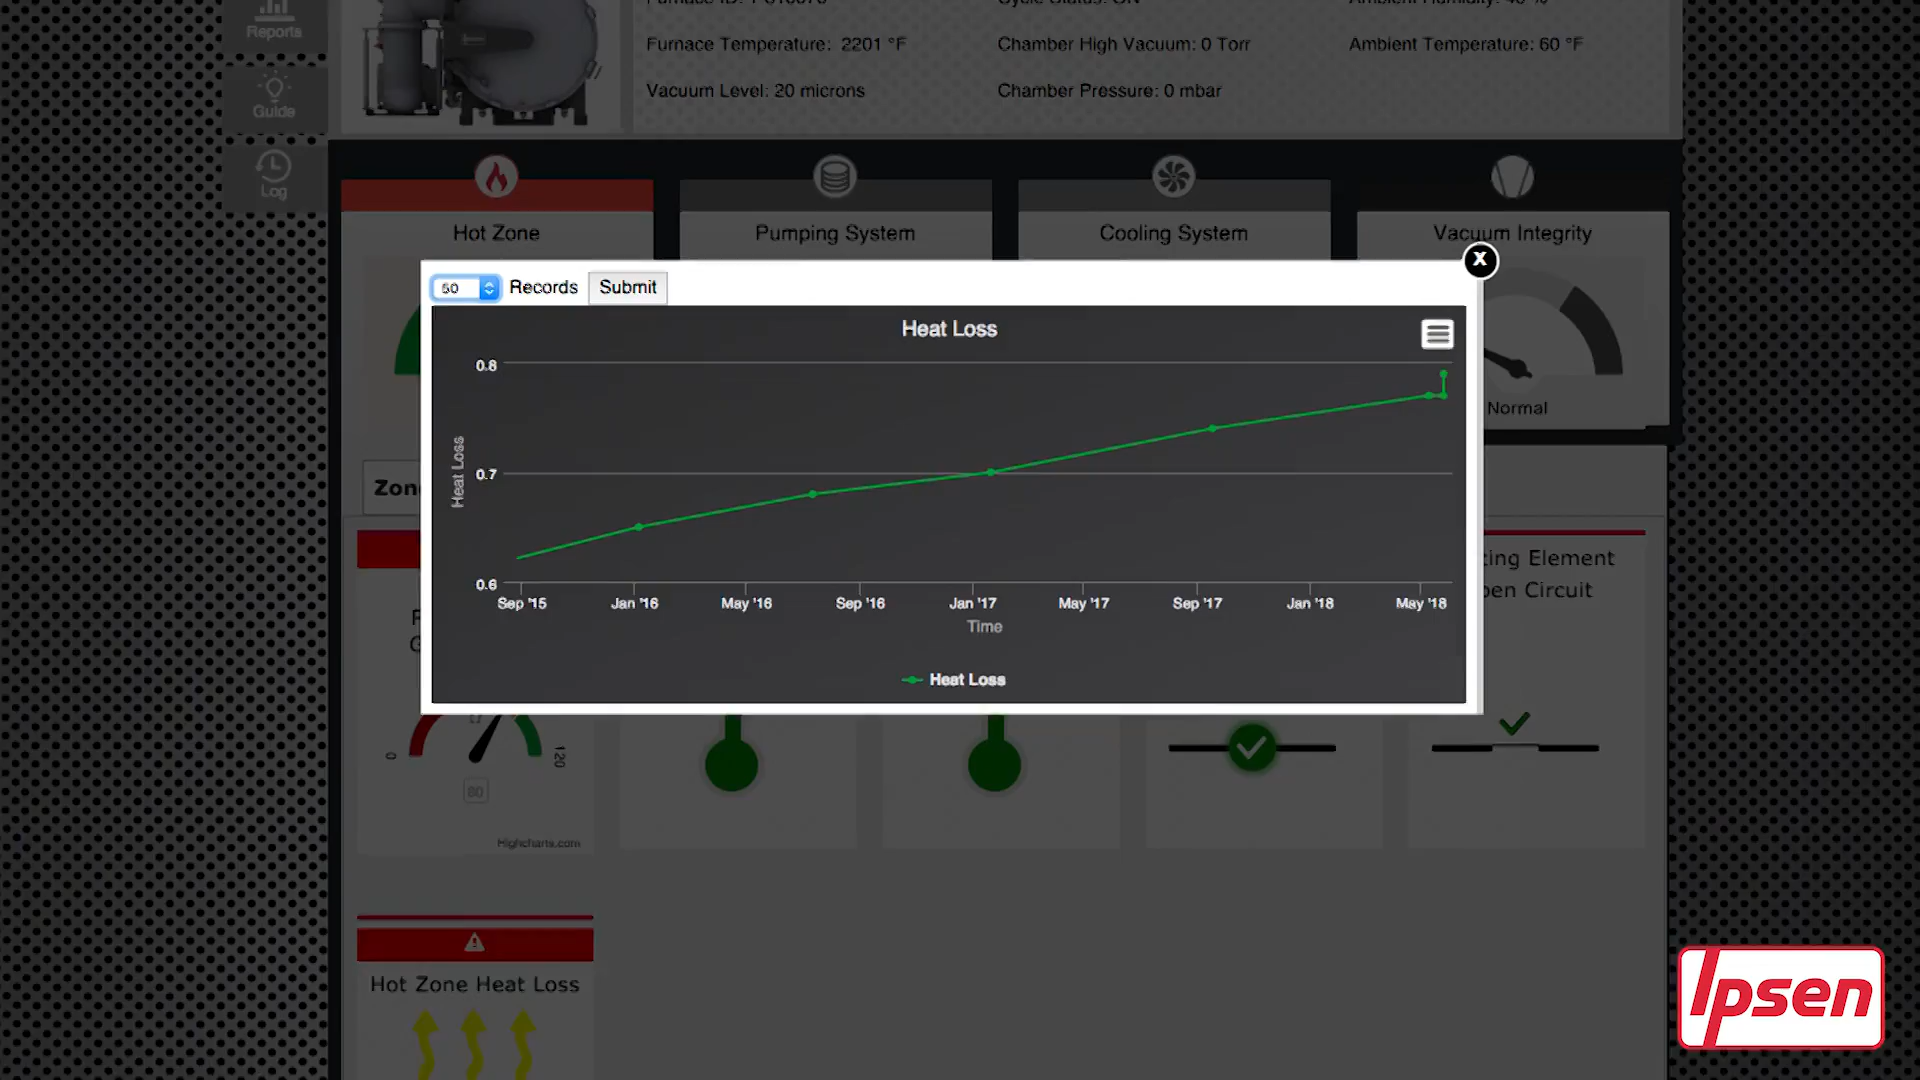 Reports
Furnace Temperature: 2201 °F
Chamber High Vacuum: 0 Torr
Ambient Temperature: 60 °F
Guide
Vacuum Level: 20 microns
Chamber Pressure: 0 mbar
Log
Hot Zone
Pumping System
Cooling System
Vacuum Integrity
X
50 Records Submit
Heat Loss
0.8
Normal
Heat Loss
0.7
0.6
Sep '15 Jan '16 May '16 Sep '16 Jan '17 May '17 Sep '17 Jan '18 May '18
Time
Heat Loss
Element
Circuit
0
120
80
Highcharts.com
Hot Zone Heat Loss
Ipsen